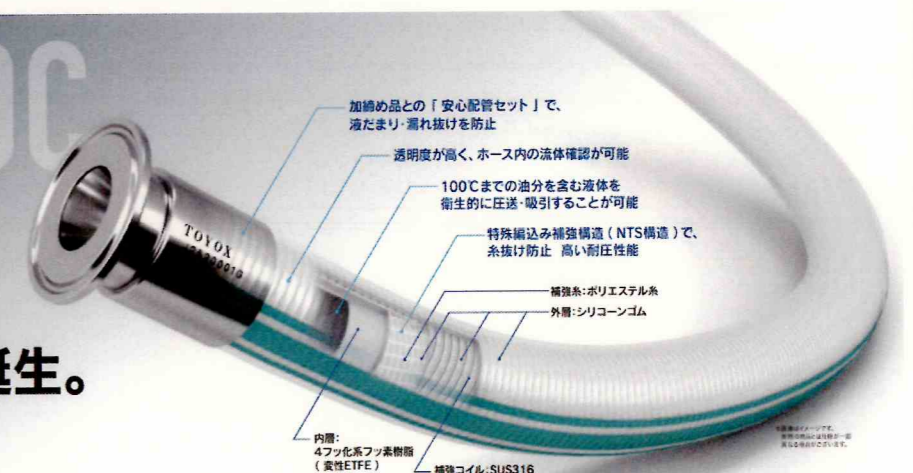 加締め品との「安心配管セット」で、
液だまり・漏れ抜けを防止
透明度が高く、ホース内の流体確認が可能
100℃までの油分を含む液体を
衛生的に圧送・吸引することが可能
特殊編込み補強構造(NTS構造)で、
糸抜け防止 高い耐圧性能
補強糸:ポリエステル糸
外層:シリコーンゴム
TOYOX
誕生。
内層:
4フッ化系フッ素樹脂
(変性ETFE)
補強コイル:SUS316